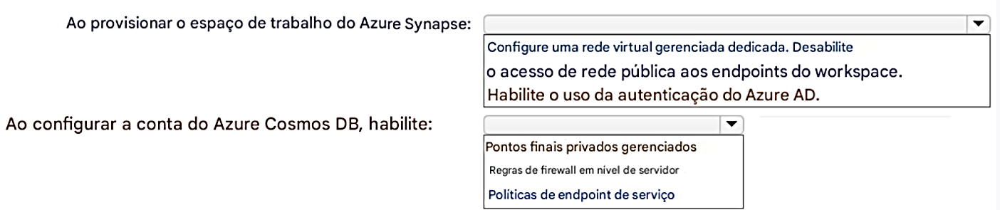 Ao provisionar o espaço de trabalho do Azure Synapse:
Configure uma rede virtual gerenciada dedicada. Desabilite
o acesso de rede pública aos endpoints do workspace.
Habilite o uso da autenticação do Azure AD.
Ao configurar a conta do Azure Cosmos DB, habilite:
Pontos finais privados gerenciados
Regras de firewall em nível de servidor
Políticas de endpoint de serviço